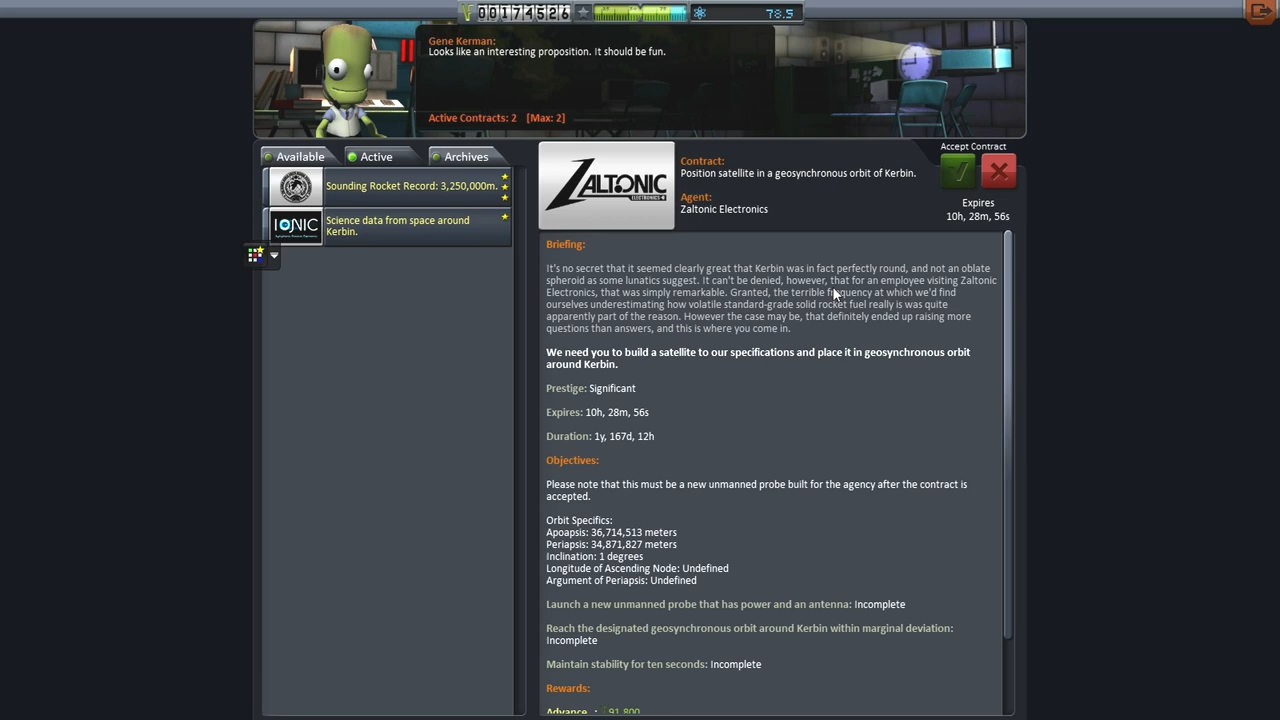 00174526
78.5
Gene Kerman:
Looks like an interesting proposition. It should be fun.
Active Contracts: 2 [Max: 2]
Available
Active
Archives
Sounding Rocket Record: 3,250,000m.
IONIC
Science data from space around
Kerbin.
ZALTONIC
ELECTRONICS
Contract:
Position satellite in a geosynchronous orbit of Kerbin.
Agent:
Zaltonic Electronics
Accept Contract
Expires
10h, 28m, 56s
Briefing:
It's no secret that it seemed clearly great that Kerbin was in fact perfectly round, and not an oblate
spheroid as some lunatics suggest. It can't be denied, however, that for an employee visiting Zaltonic
Electronics, that was simply remarkable. Granted, the terrible frequency at which we'd find
ourselves underestimating how volatile standard-grade solid rocket fuel really is was quite
apparently part of the reason. However the case may be, that definitely ended up raising more
questions than answers, and this is where you come in.
We need you to build a satellite to our specifications and place it in geosynchronous orbit
around Kerbin.
Prestige: Significant
Expires: 10h, 28m, 56s
Duration: 1y, 167d, 12h
Objectives:
Please note that this must be a new unmanned probe built for the agency after the contract is
accepted.
Orbit Specifics:
Apoapsis: 36,714,513 meters
Periapsis: 34,871,827 meters
Inclination: 1 degrees
Longitude of Ascending Node: Undefined
Argument of Periapsis: Undefined
Launch a new unmanned probe that has power and an antenna: Incomplete
Reach the designated geosynchronous orbit around Kerbin within marginal deviation:
Incomplete
Maintain stability for ten seconds: Incomplete
Rewards:
Advance : 91,800